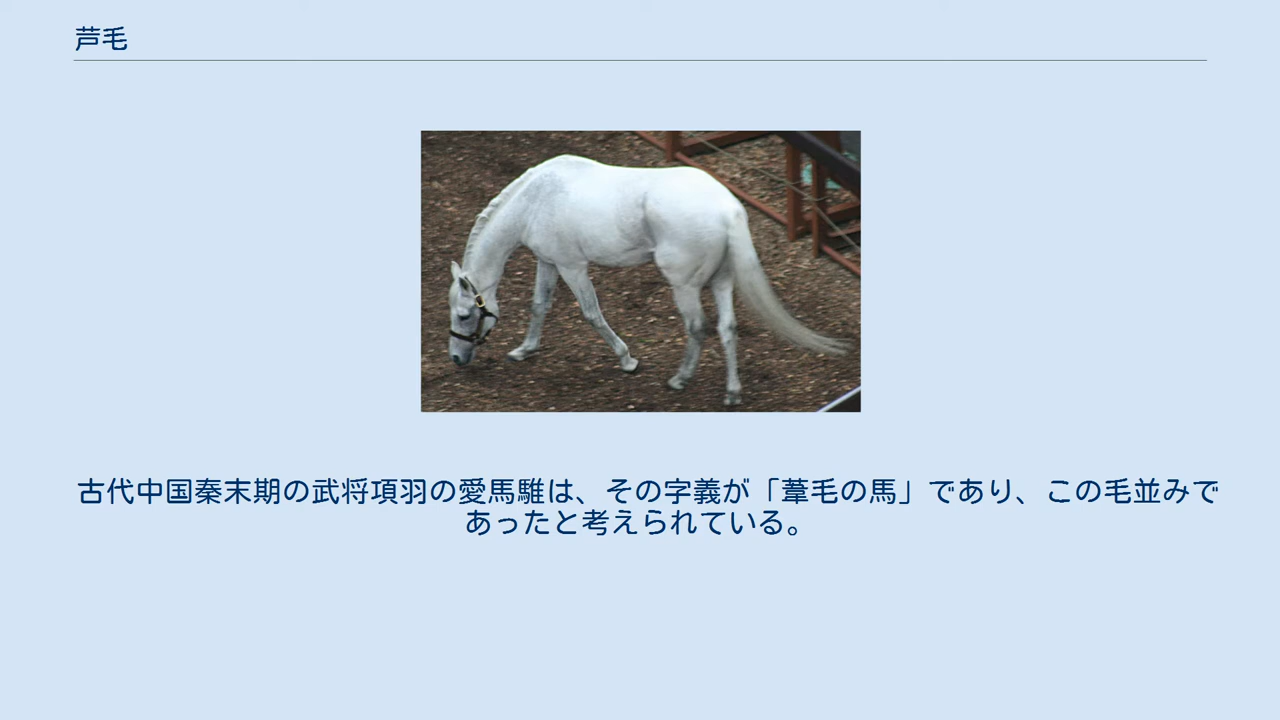 芦毛
古代中国秦末期の武将項羽の愛馬騅は、その字義が「葦毛の馬」であり、この毛並みで
あったと考えられている。